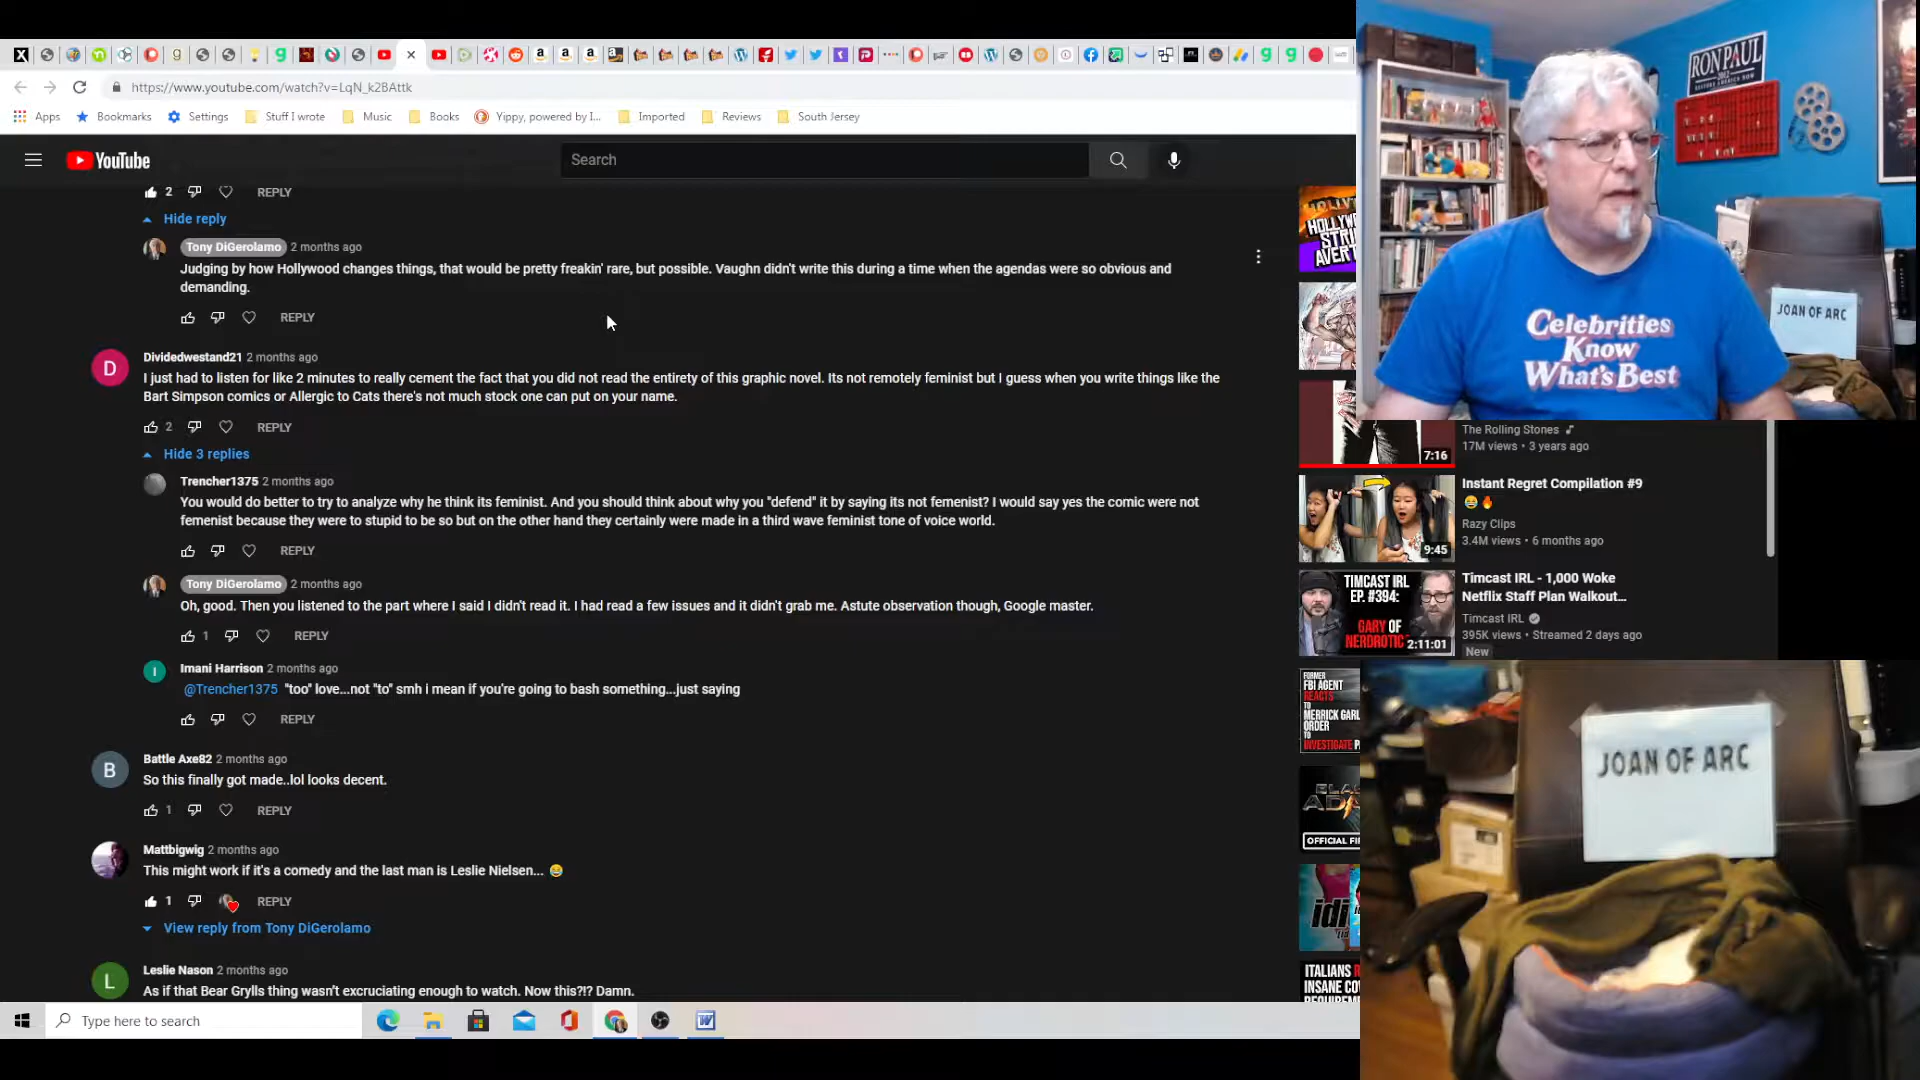 https://www.youtube.com/watch?v=LqN_k2BAttk
Apps
Bookmarks
Settings
Stuff I wrote
Music
Books
Yippy, powered by I...
Imported
Reviews
South Jersey
YouTube
Search
2
REPLY
Hide reply
Tony DiGerolamo 2 months ago
Judging by how Hollywood changes things, that would be pretty freakin' rare, but possible. Vaughn didn't write this during a time when the agendas were so obvious and
demanding.
REPLY
Dividedwestand21 2 months ago
I just had to listen for like 2 minutes to really cement the fact that you did not read the entirety of this graphic novel. Its not remotely feminist but I guess when you write things like the
Bart Simpson comics or Allergic to Cats there's not much stock one can put on your name.
2
REPLY
Hide 3 replies
Trencher1375 2 months ago
You would do better to try to analyze why he think its feminist. And you should think about why you "defend" it by saying its not femenist? I would say yes the comic were not
femenist because they were to stupid to be so but on the other hand they certainly were made in a third wave feminist tone of voice world.
REPLY
Tony DiGerolamo 2 months ago
Oh, good. Then you listened to the part where I said I didn't read it. I had read a few issues and it didn't grab me. Astute observation though, Google master.
1
REPLY
Imani Harrison 2 months ago
@Trencher1375 "too" love...not "to" smh i mean if you're going to bash something...just saying
REPLY
B
Battle Axe82 2 months ago
So this finally got made..lol looks decent.
1
REPLY
Mattbigwig 2 months ago
This might work if it's a comedy and the last man is Leslie Nielsen... 😂
1
REPLY
View reply from Tony DiGerolamo
L
Leslie Nason 2 months ago
As if that Bear Grylls thing wasn't excruciating enough to watch. Now this?!? Damn.
Type here to search
RON PAUL
2012
JOAN OF ARC
Celebrities
Know
What's Best
The Rolling Stones
17M views • 3 years ago
7:16
Instant Regret Compilation #9
😂🔥
Razy Clips
3.4M views • 6 months ago
9:45
TIMCAST IRL
EP. #394:
GARY OF
NERDROTIC
2:11:01
Timcast IRL - 1,000 Woke
Netflix Staff Plan Walkout...
Timcast IRL
395K views • Streamed 2 days ago
New
FORMER
FBI AGENT
REACTS
TO
MERRICK GARL
ORDER
TO
INVESTIGATE P
OFFICIAL FI
idi
ITALIANS
INSANE CO
JOAN OF ARC